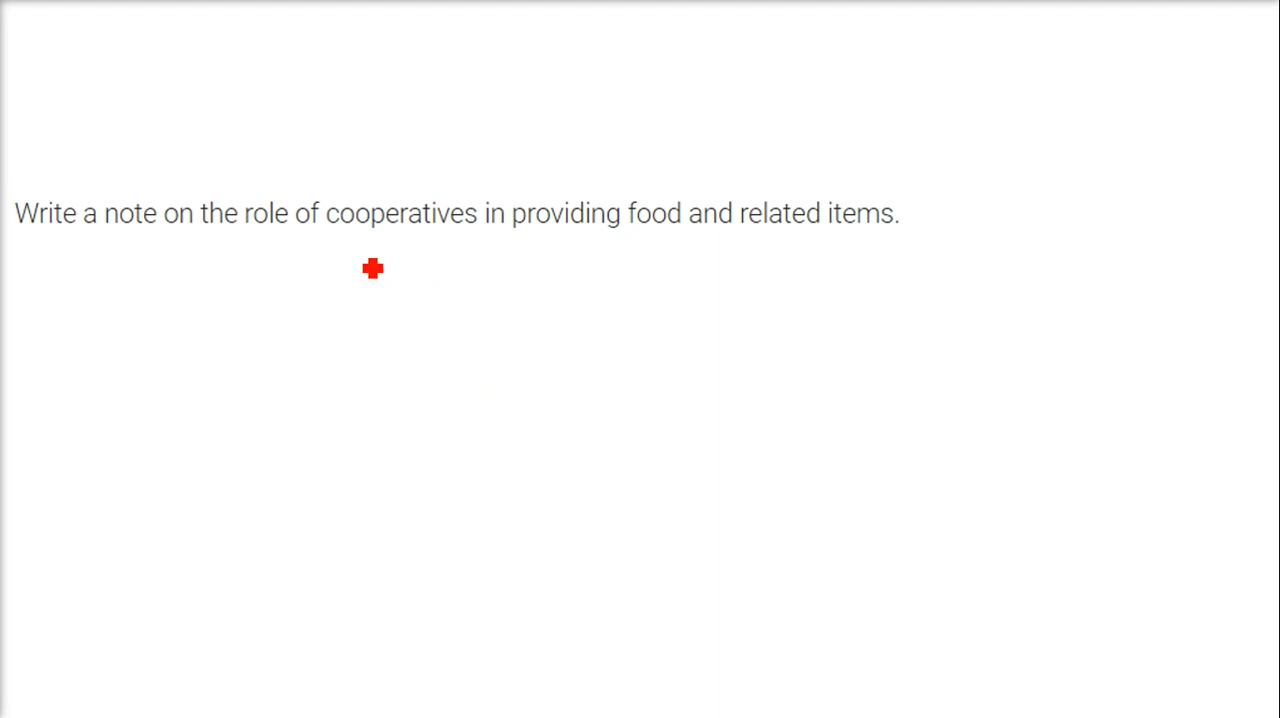 Write a note on the role of cooperatives in providing food and related items.